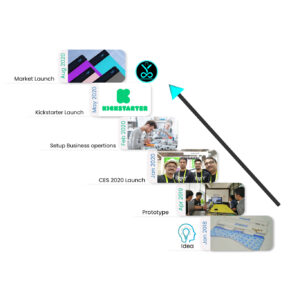 Aug 2020
Market Launch
May 2020
KICKSTARTER
Kickstarter Launch
Feb 2020
Setup Business opertions
Jan 2020
CES 2020 Launch
Apr 2019
Prototype
Jan 2018
Idea